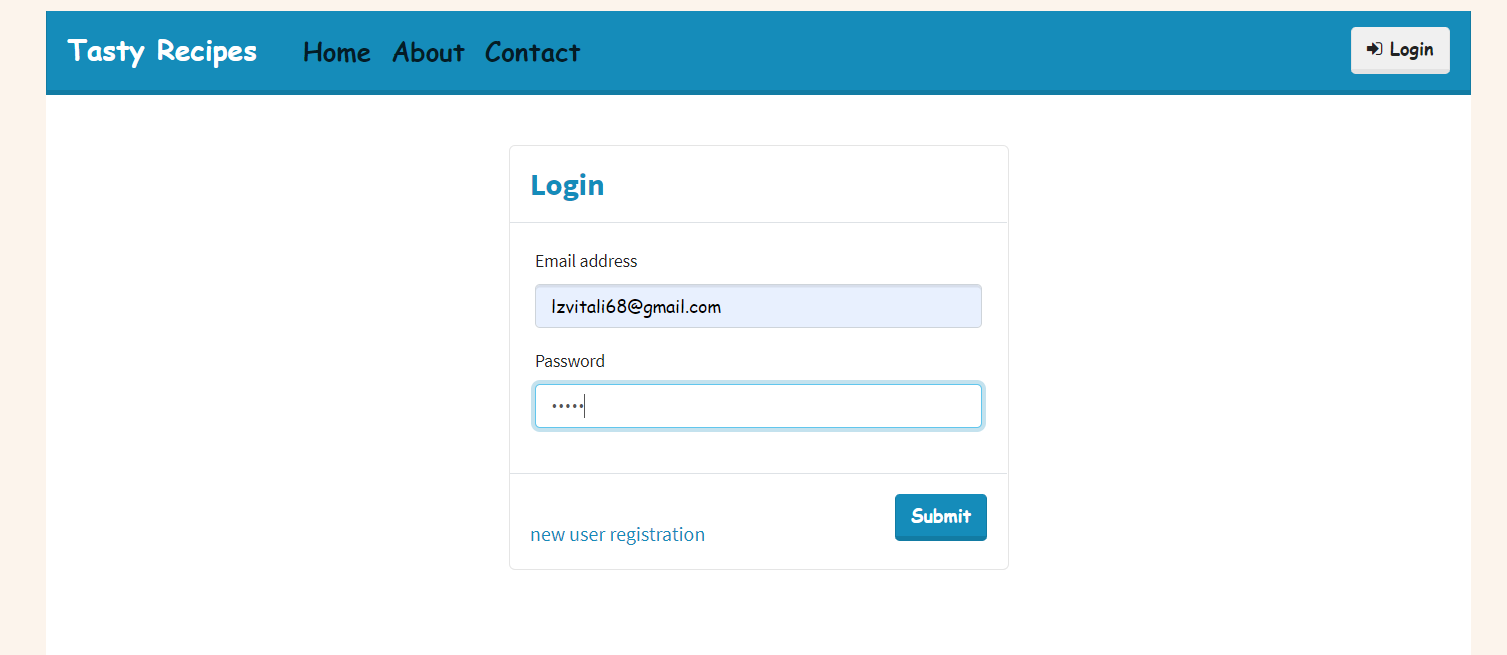 Tasty Recipes Home About Contact Login
Login
Email address
lzvitali68@gmail.com
Password
•••••
Submit
new user registration